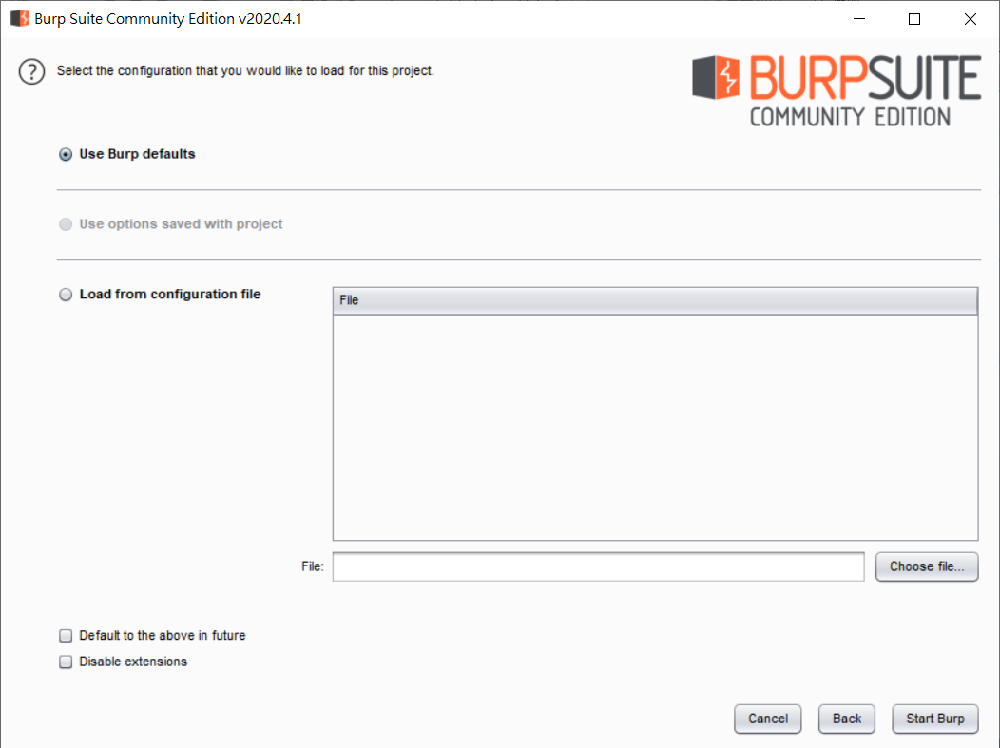 Burp Suite Community Edition v2020.4.1
Select the configuration that you would like to load for this project.
BURPSUITE
COMMUNITY EDITION
Use Burp defaults
Use options saved with project
Load from configuration file
File
File:
Choose file...
Default to the above in future
Disable extensions
Cancel
Back
Start Burp